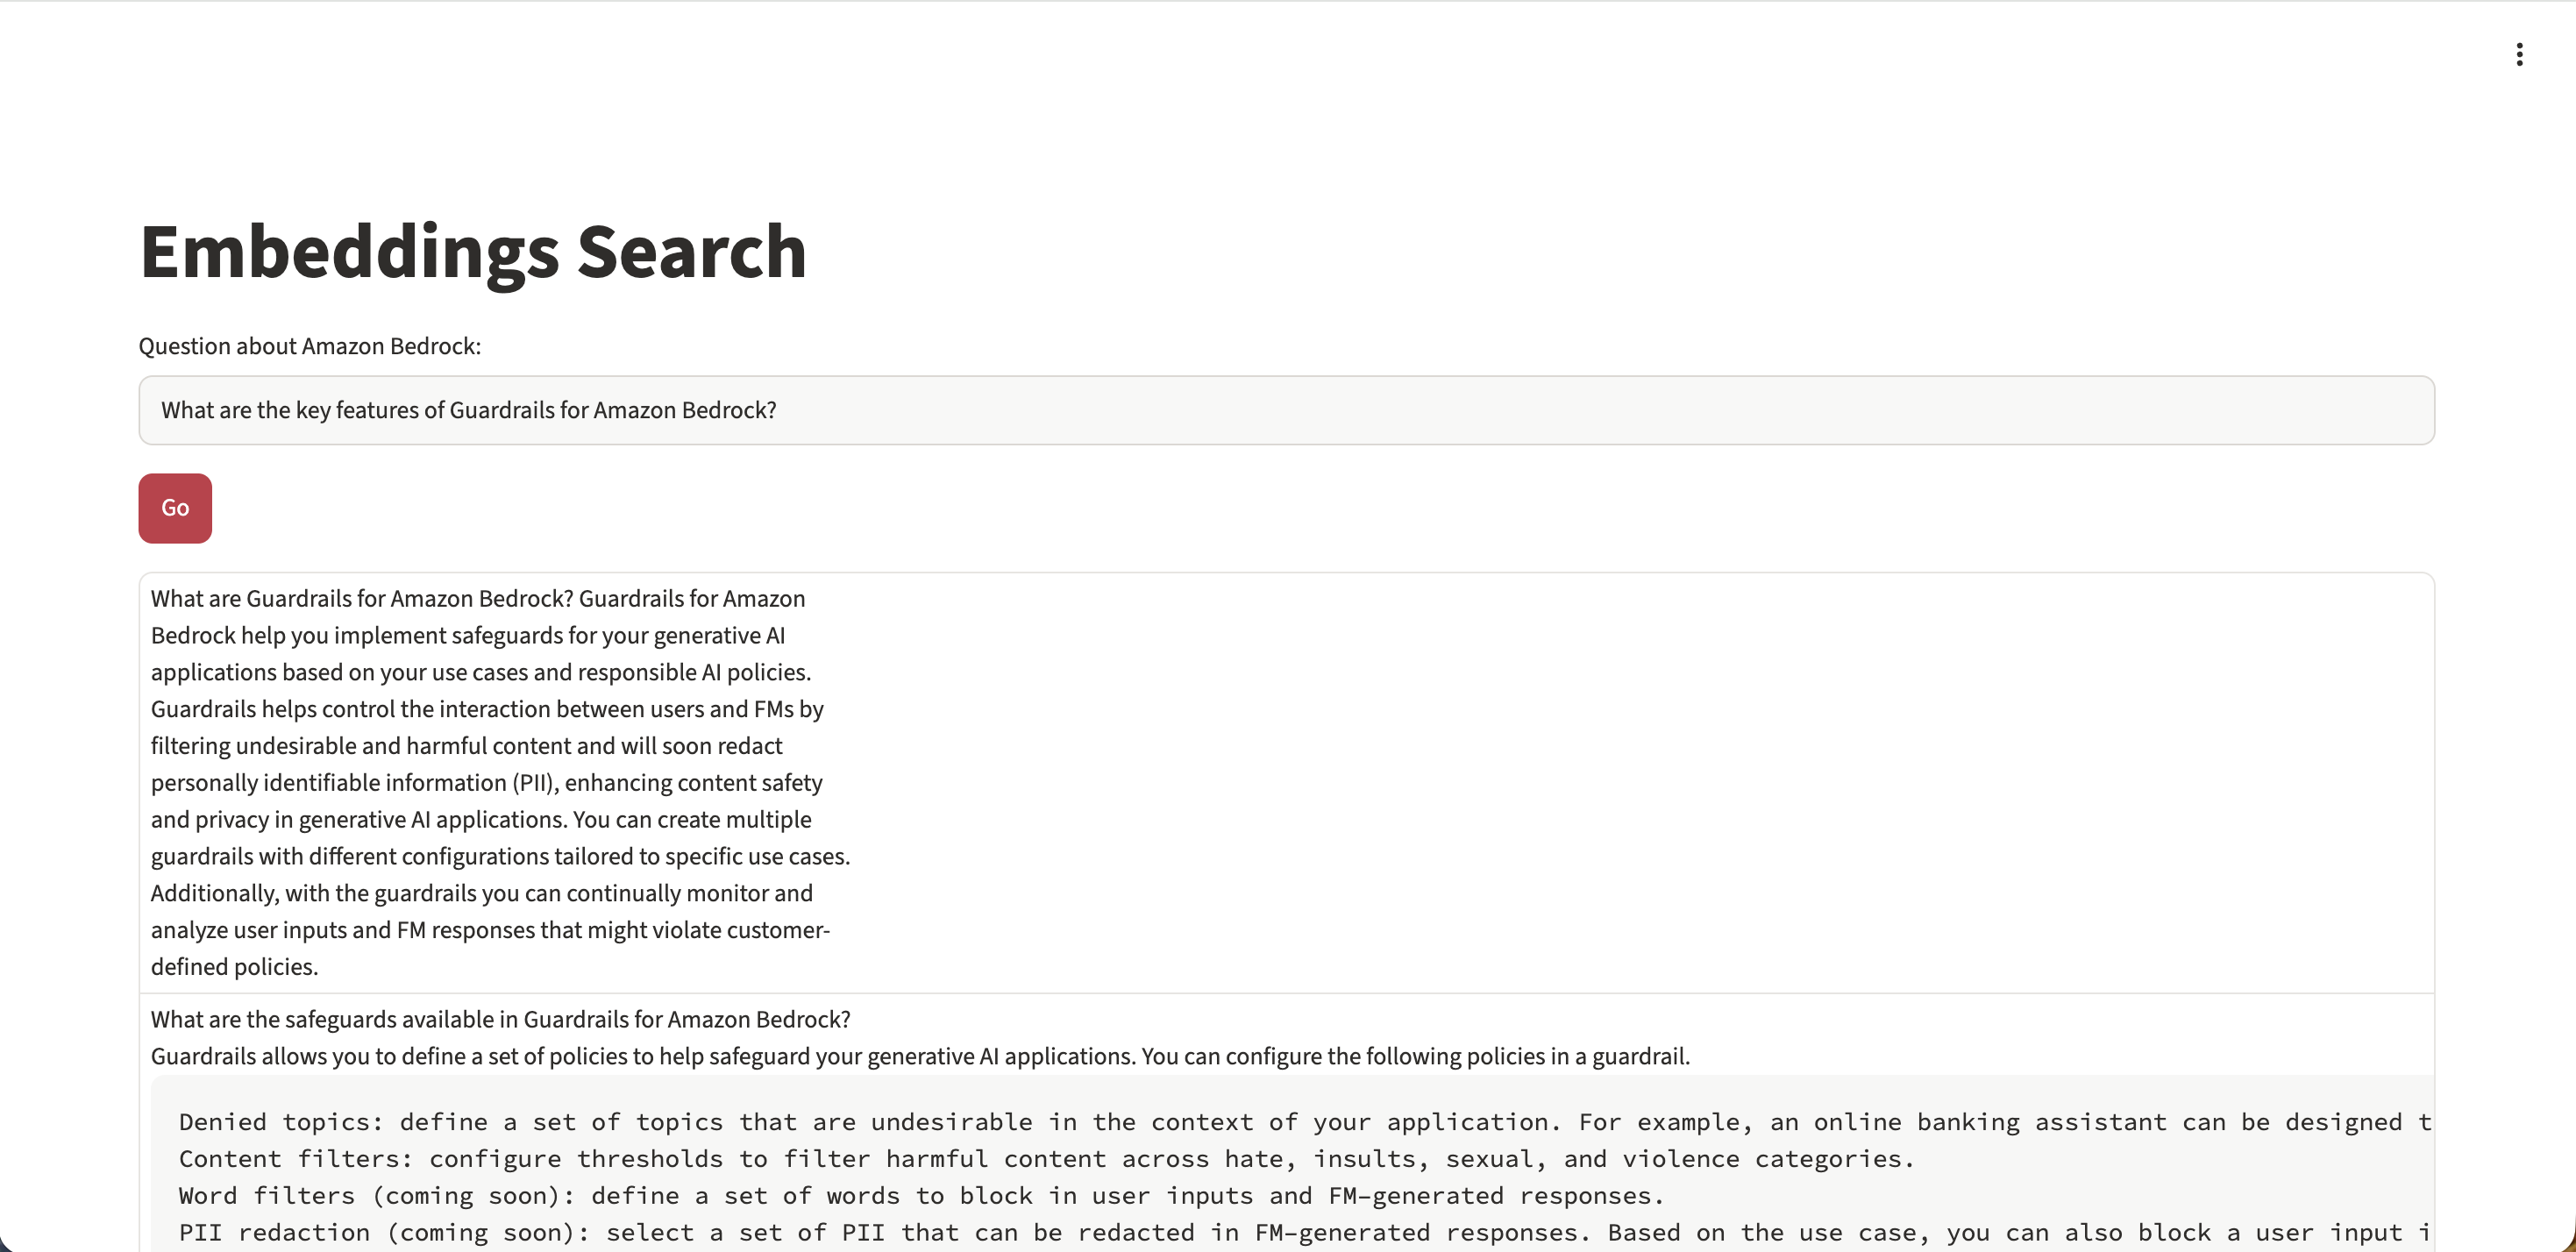 Embeddings Search
Question about Amazon Bedrock:
What are the key features of Guardrails for Amazon Bedrock?
Go
What are Guardrails for Amazon Bedrock? Guardrails for Amazon
Bedrock help you implement safeguards for your generative AI
applications based on your use cases and responsible AI policies.
Guardrails helps control the interaction between users and FMs by
filtering undesirable and harmful content and will soon redact
personally identifiable information (PII), enhancing content safety
and privacy in generative AI applications. You can create multiple
guardrails with different configurations tailored to specific use cases.
Additionally, with the guardrails you can continually monitor and
analyze user inputs and FM responses that might violate customer-
defined policies.
What are the safeguards available in Guardrails for Amazon Bedrock?
Guardrails allows you to define a set of policies to help safeguard your generative AI applications. You can configure the following policies in a guardrail.
Denied topics: define a set of topics that are undesirable in the context of your application. For example, an online banking assistant can be designed t
Content filters: configure thresholds to filter harmful content across hate, insults, sexual, and violence categories.
Word filters (coming soon): define a set of words to block in user inputs and FM–generated responses.
PII redaction (coming soon): select a set of PII that can be redacted in FM–generated responses. Based on the use case, you can also block a user input i